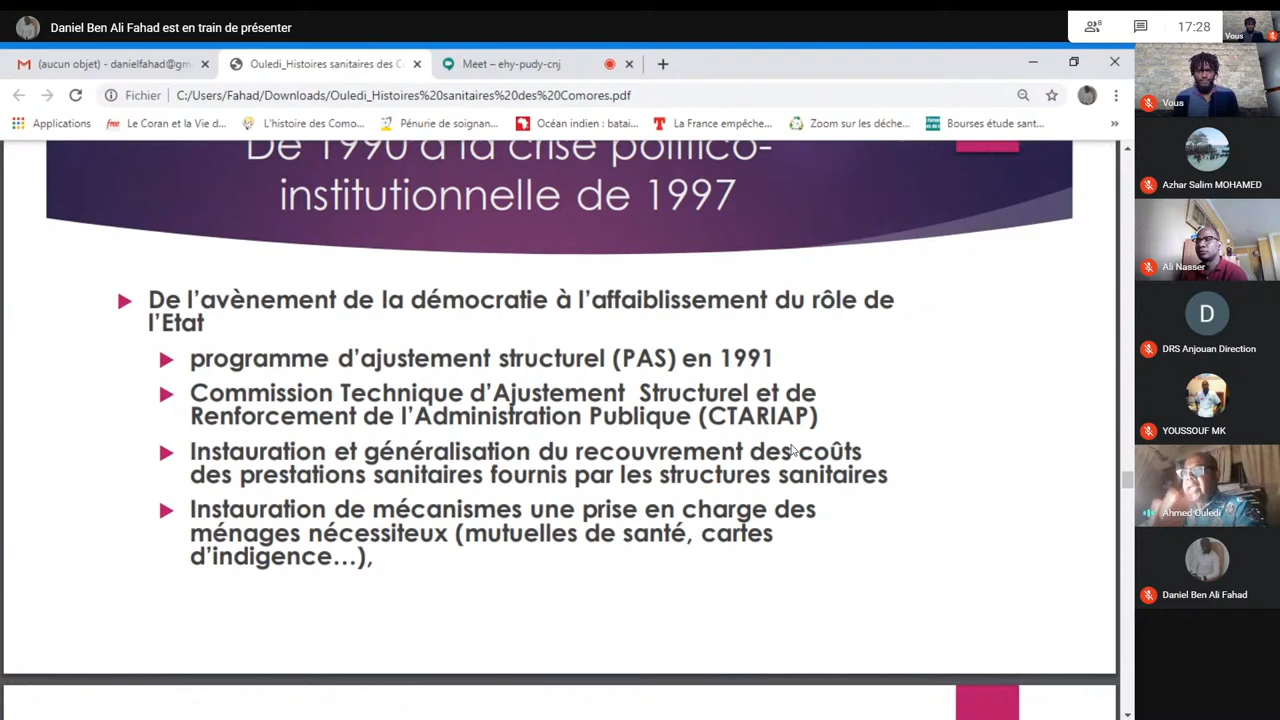 Daniel Ben Ali Fahad est en train de présenter
8
17:28
Vous
(aucun objet) - danielfahad@gm
Ouledi_Histoires sanitaires des C
Meet – ehy-pudy-cnj
Fichier
C:/Users/Fahad/Downloads/Ouledi_Histoires%20sanitaires%20des%20Comores.pdf
Applications
free
Le Coran et la Vie d...
L'histoire des Como...
Pénurie de soignan...
Océan indien : batai...
La France empêche...
Zoom sur les déche...
Bourses étude sant...
»
De 1990 à la crise politico-
institutionnelle de 1997
De l'avènement de la démocratie à l'affaiblissement du rôle de
l'Etat
programme d'ajustement structurel (PAS) en 1991
Commission Technique d'Ajustement Structurel et de
Renforcement de l'Administration Publique (CTARIAP)
Instauration et généralisation du recouvrement des coûts
des prestations sanitaires fournis par les structures sanitaires
Instauration de mécanismes une prise en charge des
ménages nécessiteux (mutuelles de santé, cartes
d'indigence...),
Vous
Azhar Salim MOHAMED
Ali Nasser
D
DRS Anjouan Direction
YOUSSOUF MK
Ahmed Ouledi
Daniel Ben Ali Fahad